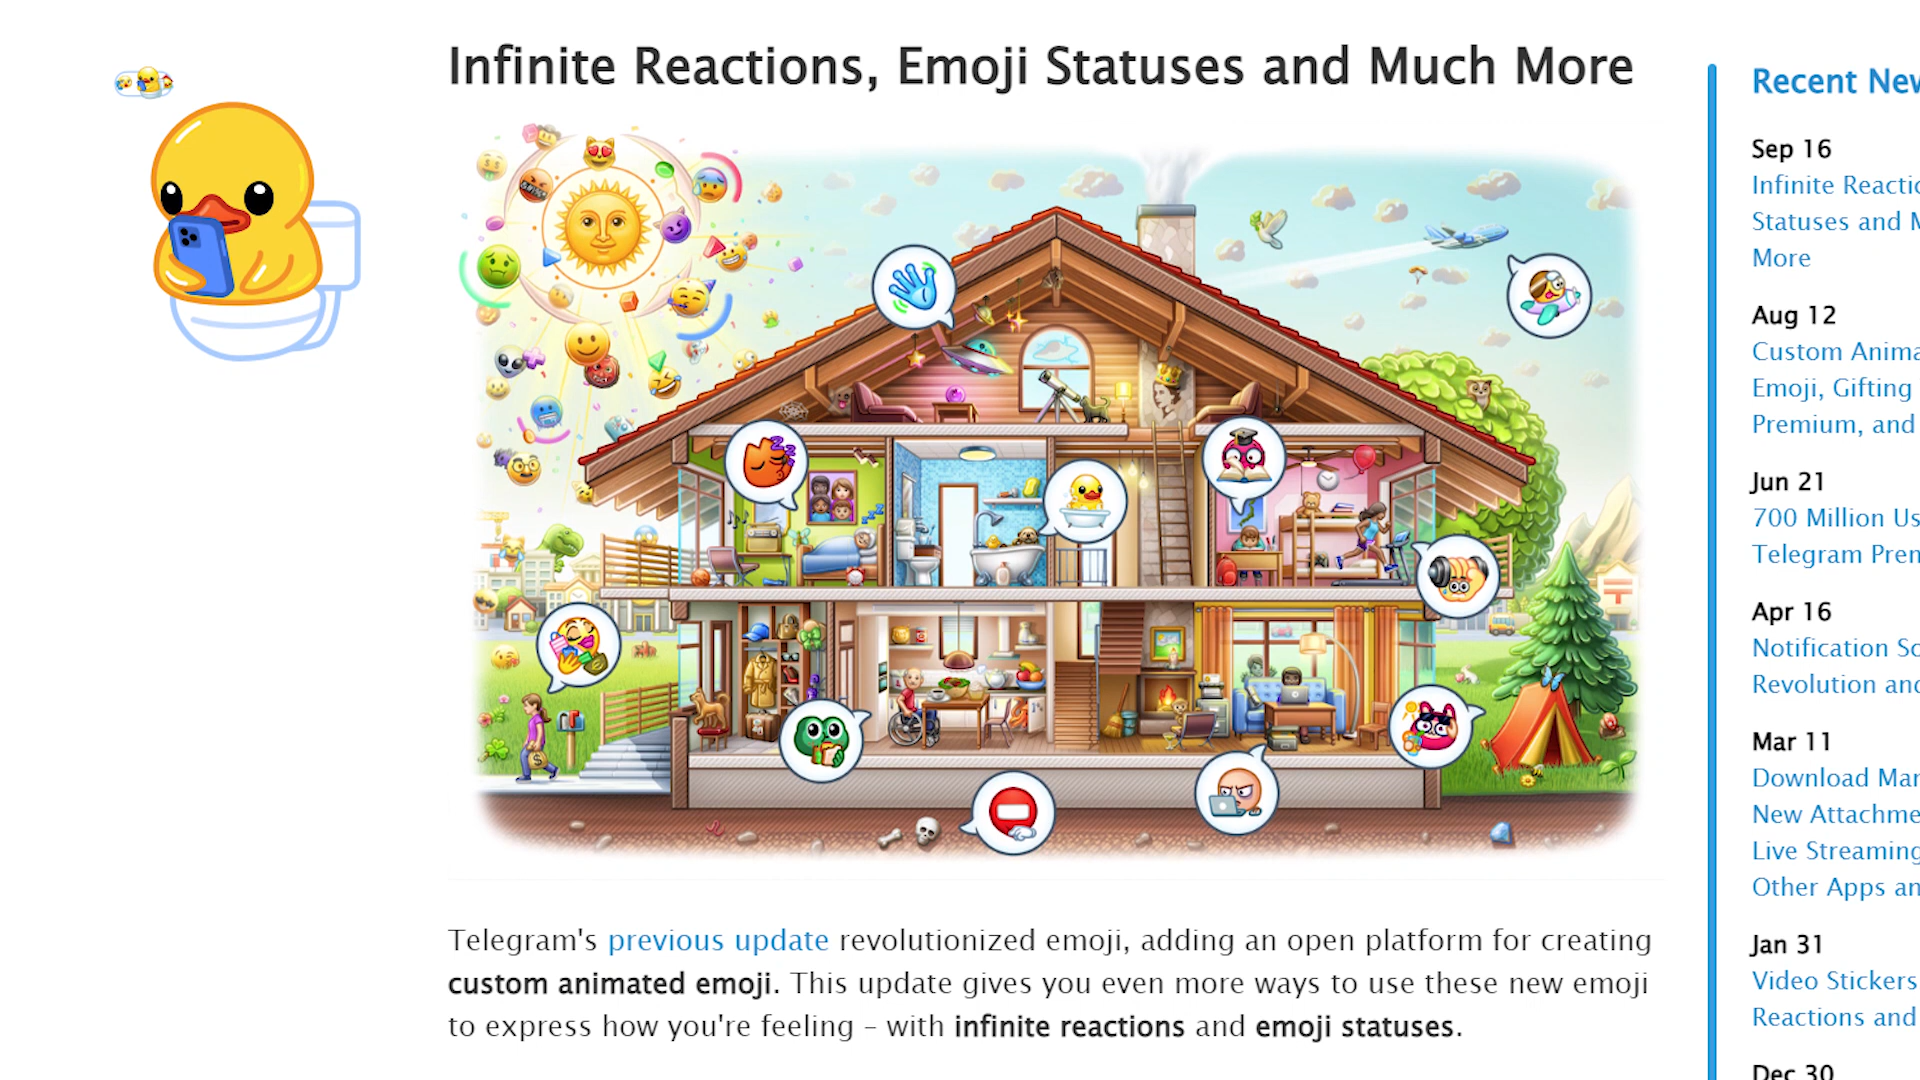 Infinite Reactions, Emoji Statuses and Much More
Telegram's previous update revolutionized emoji, adding an open platform for creating
custom animated emoji. This update gives you even more ways to use these new emoji
to express how you're feeling – with infinite reactions and emoji statuses.
Recent New
Sep 16
Infinite Reactio
Statuses and M
More
Aug 12
Custom Anima
Emoji, Gifting
Premium, and
Jun 21
700 Million Us
Telegram Prem
Apr 16
Notification So
Revolution and
Mar 11
Download Man
New Attachme
Live Streaming
Other Apps an
Jan 31
Video Stickers
Reactions and
Dec 30